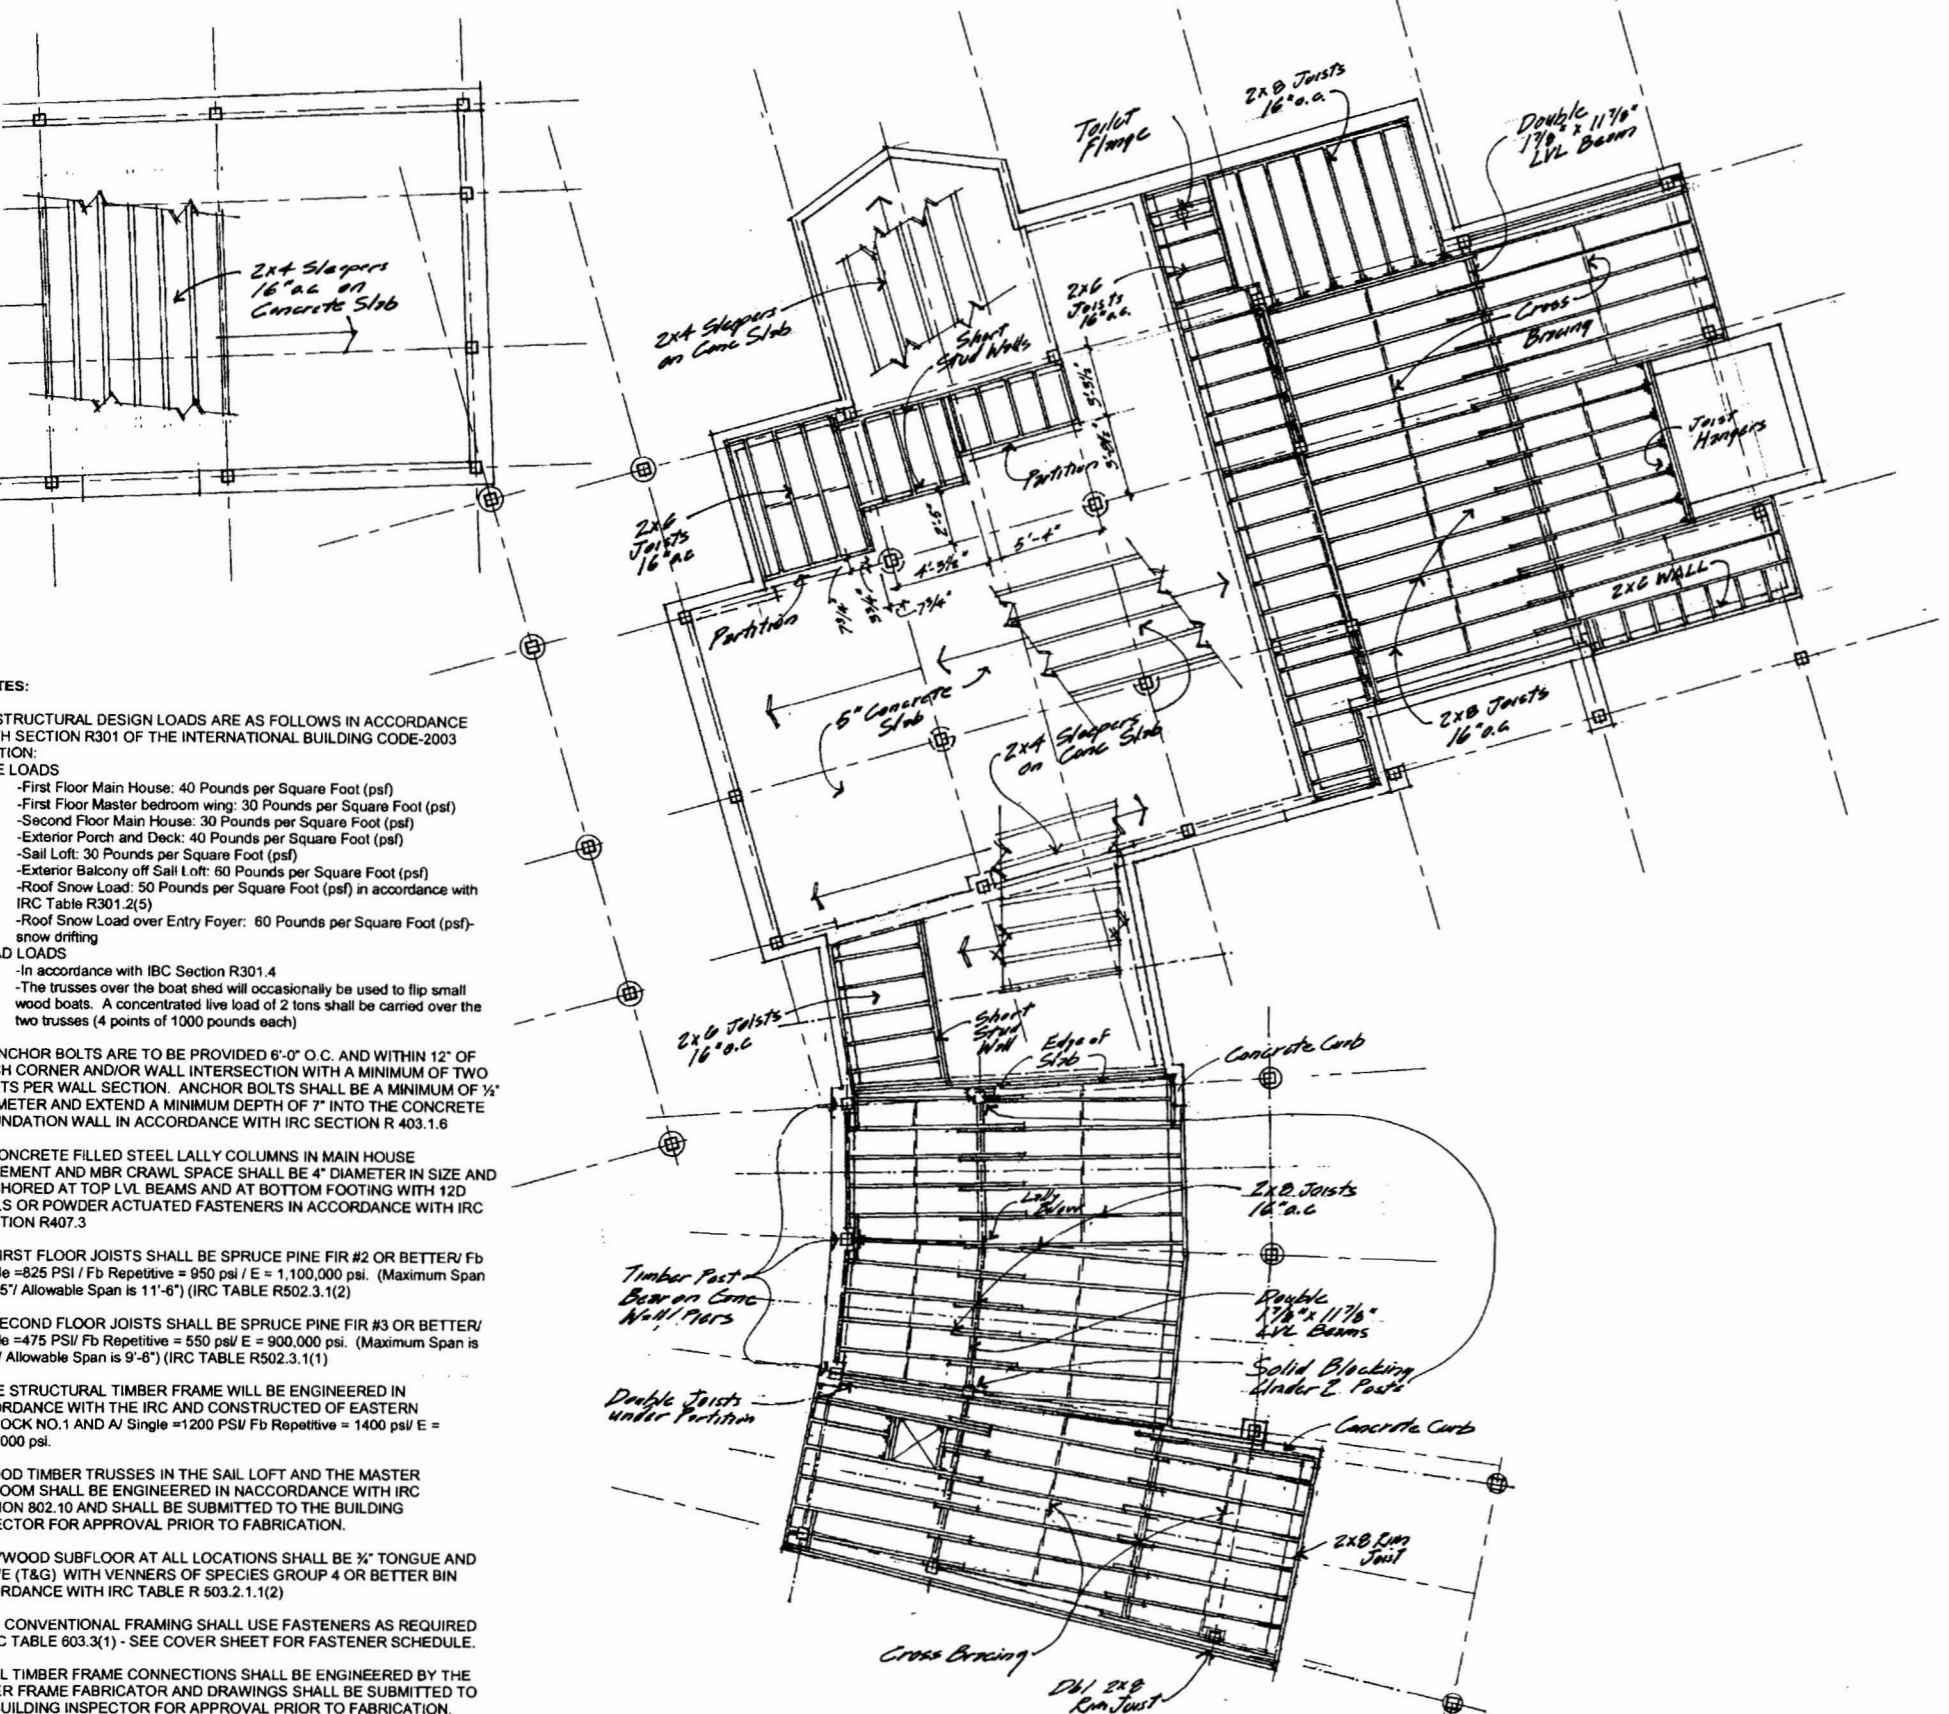 2x4 Sleepers
16" o.c. on
Concrete Slab
2x4 Sleepers
on Conc Slab
Toilet
Flange
2x8 Joists
16" o.c.
Double
1 7/8" x 11 7/8"
LVL Beam
2x6
Joists
16" o.c.
Short
Stud Walls
Cross
Bracing
Joist
Hangers
Partition
2x6
Joists
16" o.c
Partition
7 3/4"
5 3/4"
7 3/4"
4'-3 1/2"
5'-4"
2'-5"
2x6 WALL
2x8 Joists
16" o.c.
5" Concrete
Slab
2x4 Sleepers
on Conc Slab
TES:
STRUCTURAL DESIGN LOADS ARE AS FOLLOWS IN ACCORDANCE
H SECTION R301 OF THE INTERNATIONAL BUILDING CODE-2003
TION:
E LOADS
-First Floor Main House: 40 Pounds per Square Foot (psf)
-First Floor Master bedroom wing: 30 Pounds per Square Foot (psf)
-Second Floor Main House: 30 Pounds per Square Foot (psf)
-Exterior Porch and Deck: 40 Pounds per Square Foot (psf)
-Sail Loft: 30 Pounds per Square Foot (psf)
-Exterior Balcony off Sail Loft: 60 Pounds per Square Foot (psf)
-Roof Snow Load: 50 Pounds per Square Foot (psf) in accordance with
IRC Table R301.2(5)
-Roof Snow Load over Entry Foyer: 60 Pounds per Square Foot (psf)-
snow drifting
AD LOADS
-In accordance with IBC Section R301.4
-The trusses over the boat shed will occasionally be used to flip small
wood boats. A concentrated live load of 2 tons shall be carried over the
two trusses (4 points of 1000 pounds each)
NCHOR BOLTS ARE TO BE PROVIDED 6'-0" O.C. AND WITHIN 12" OF
H CORNER AND/OR WALL INTERSECTION WITH A MINIMUM OF TWO
TS PER WALL SECTION. ANCHOR BOLTS SHALL BE A MINIMUM OF ½"
METER AND EXTEND A MINIMUM DEPTH OF 7" INTO THE CONCRETE
NDATION WALL IN ACCORDANCE WITH IRC SECTION R 403.1.6
ONCRETE FILLED STEEL LALLY COLUMNS IN MAIN HOUSE
EMENT AND MBR CRAWL SPACE SHALL BE 4" DIAMETER IN SIZE AND
HORED AT TOP LVL BEAMS AND AT BOTTOM FOOTING WITH 12D
S OR POWDER ACTUATED FASTENERS IN ACCORDANCE WITH IRC
TION R407.3
IRST FLOOR JOISTS SHALL BE SPRUCE PINE FIR #2 OR BETTER/ Fb
le =825 PSI / Fb Repetitive = 950 psi / E = 1,100,000 psi. (Maximum Span
5"/ Allowable Span is 11'-6") (IRC TABLE R502.3.1(2)
ECOND FLOOR JOISTS SHALL BE SPRUCE PINE FIR #3 OR BETTER/
le =475 PSI/ Fb Repetitive = 550 psi/ E = 900,000 psi. (Maximum Span is
/ Allowable Span is 9'-6") (IRC TABLE R502.3.1(1)
E STRUCTURAL TIMBER FRAME WILL BE ENGINEERED IN
ORDANCE WITH THE IRC AND CONSTRUCTED OF EASTERN
OCK NO.1 AND A/ Single =1200 PSI/ Fb Repetitive = 1400 psi/ E =
000 psi.
OD TIMBER TRUSSES IN THE SAIL LOFT AND THE MASTER
OOM SHALL BE ENGINEERED IN NACCORDANCE WITH IRC
ION 802.10 AND SHALL BE SUBMITTED TO THE BUILDING
ECTOR FOR APPROVAL PRIOR TO FABRICATION.
YWOOD SUBFLOOR AT ALL LOCATIONS SHALL BE ¾" TONGUE AND
E (T&G) WITH VENNERS OF SPECIES GROUP 4 OR BETTER BIN
ORDANCE WITH IRC TABLE R 503.2.1.1(2)
CONVENTIONAL FRAMING SHALL USE FASTENERS AS REQUIRED
C TABLE 603.3(1) - SEE COVER SHEET FOR FASTENER SCHEDULE.
L TIMBER FRAME CONNECTIONS SHALL BE ENGINEERED BY THE
ER FRAME FABRICATOR AND DRAWINGS SHALL BE SUBMITTED TO
UILDING INSPECTOR FOR APPROVAL PRIOR TO FABRICATION.
2x6 Joists
16" o.c
Short
Stud
Wall
Edge of
Slab
Concrete Curb
Lally
2x8 Joists
16" o.c
Timber Post
Bear on Conc
Wall/Piers
Double
1 7/8" x 11 7/8"
LVL Beams
Solid Blocking
Under 2 Posts
Double Joists
under Partition
Concrete Curb
2x8 Rim
Joist
Cross Bracing
Dbl 2x8
Rim Joist